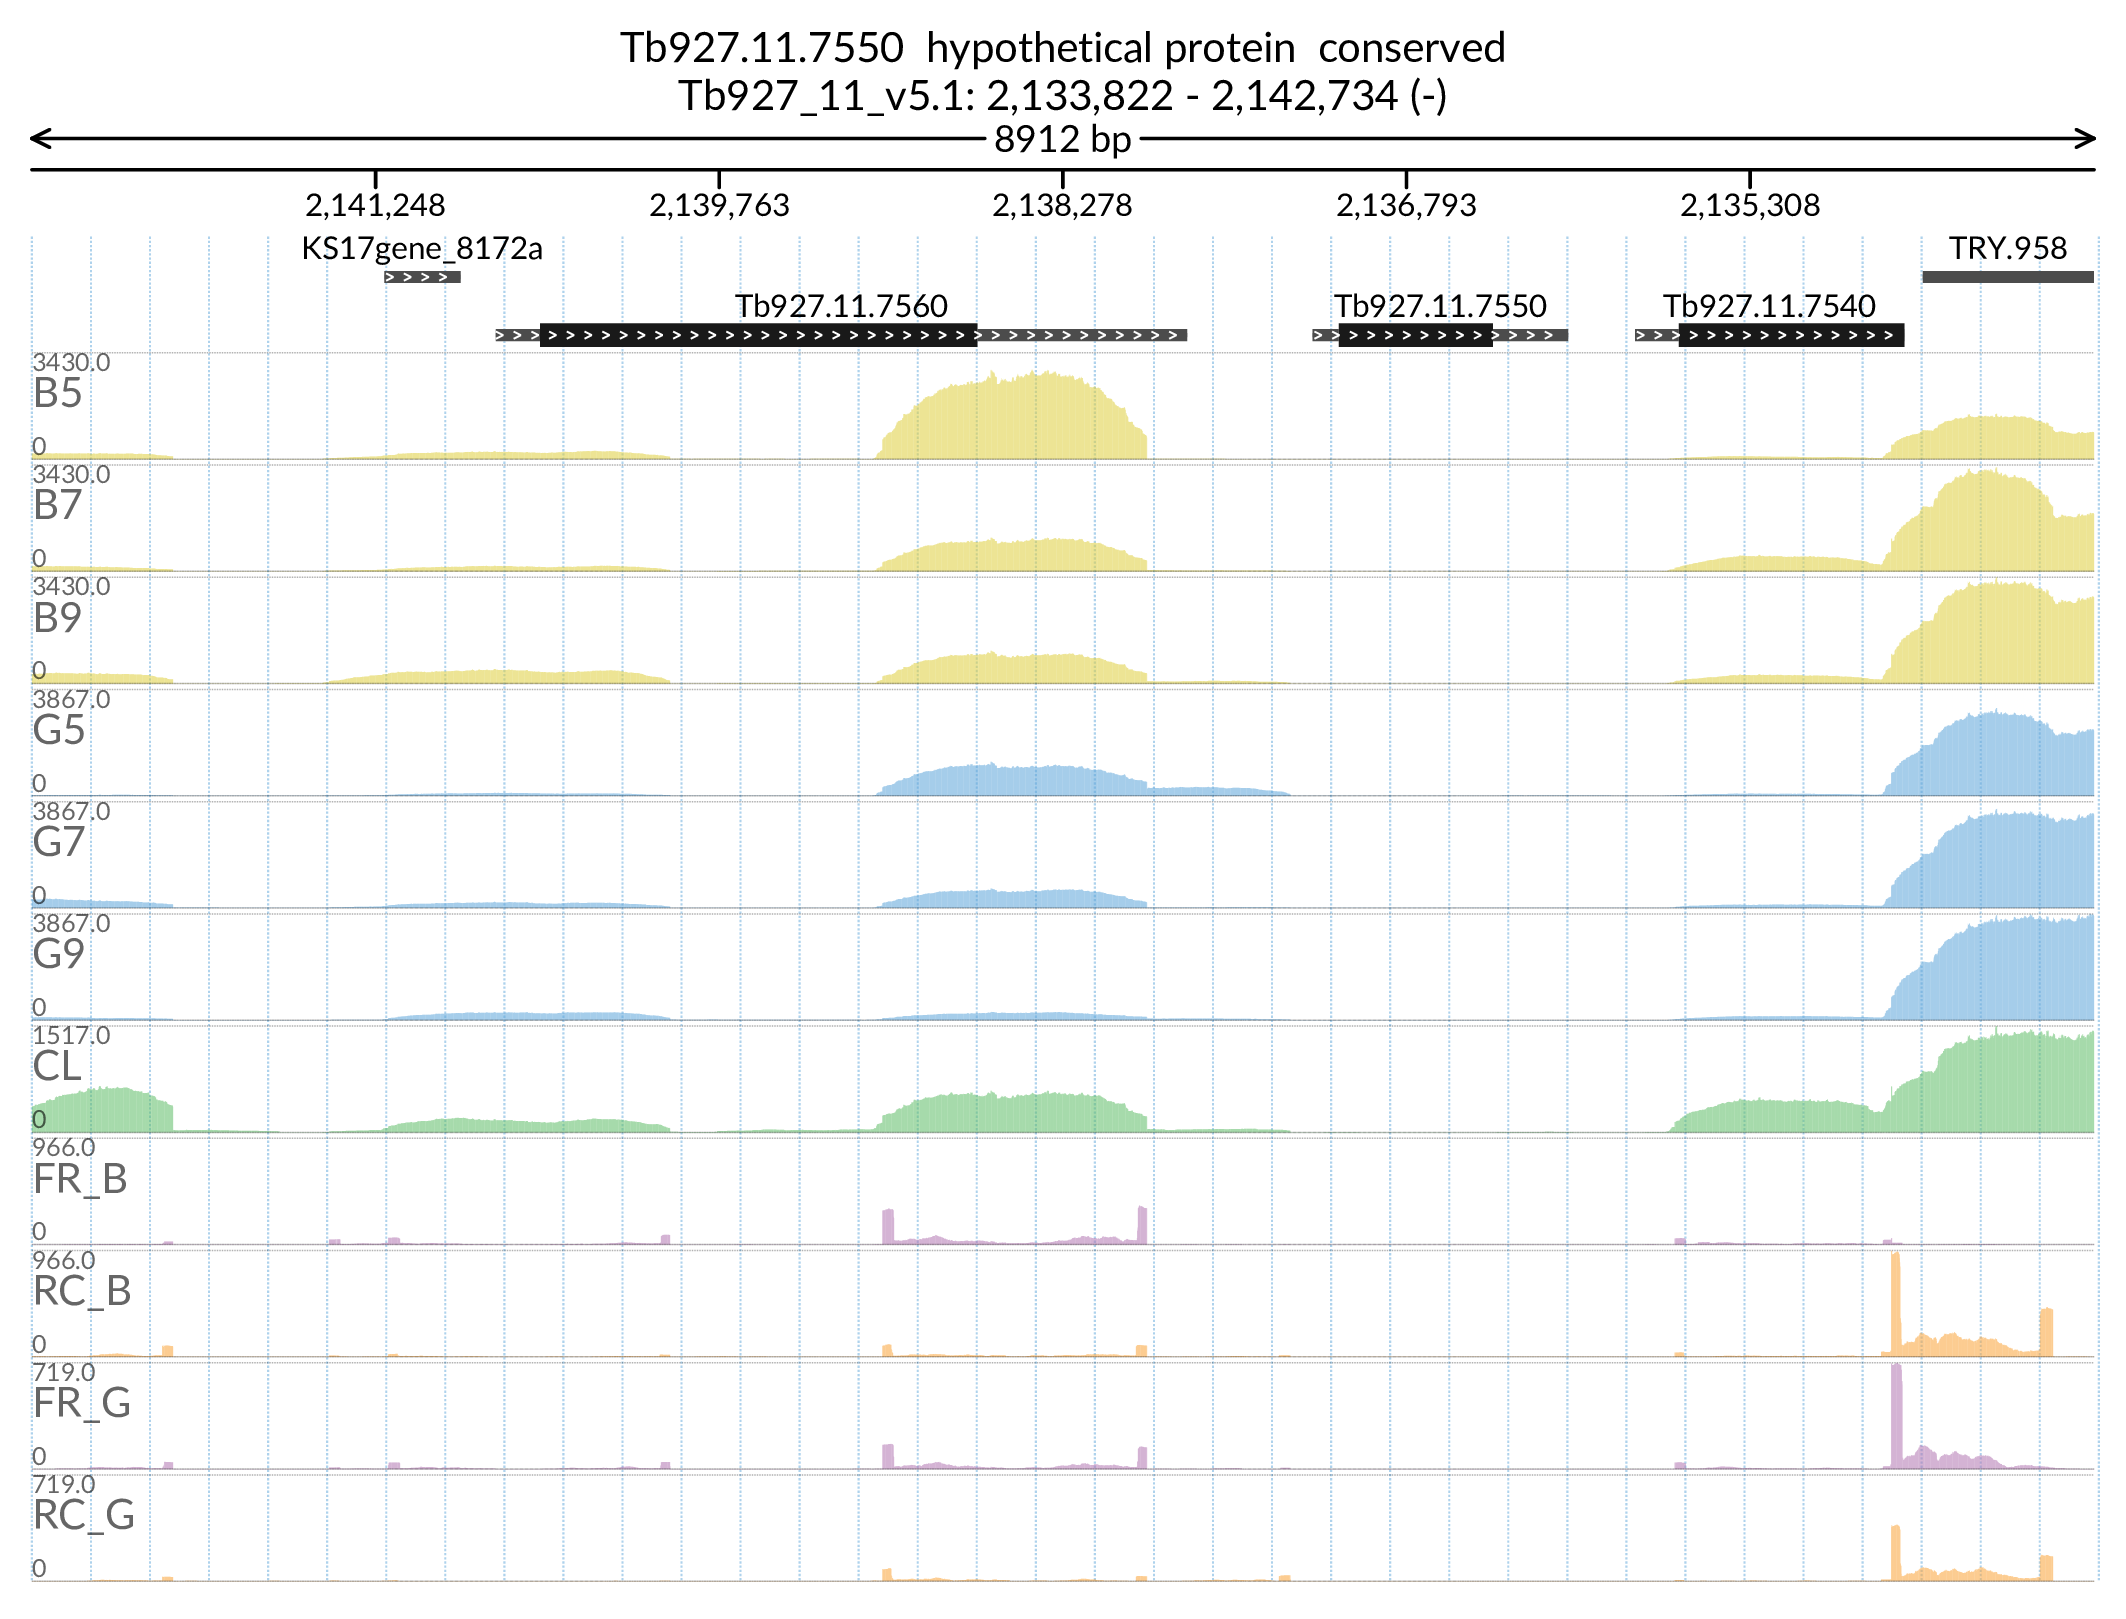 Tb927.11.7550  hypothetical protein  conserved
Tb927_11_v5.1: 2,133,822 - 2,142,734 (-)
8912 bp
2,141,248 2,139,763 2,138,278 2,136,793 2,135,308
KS17gene_8172a TRY.958
Tb927.11.7560 Tb927.11.7550 Tb927.11.7540
3430.0
B5
0
3430.0
B7
0
3430.0
B9
0
3867.0
G5
0
3867.0
G7
0
3867.0
G9
0
1517.0
CL
0
966.0
FR_B
0
966.0
RC_B
0
719.0
FR_G
0
719.0
RC_G
0